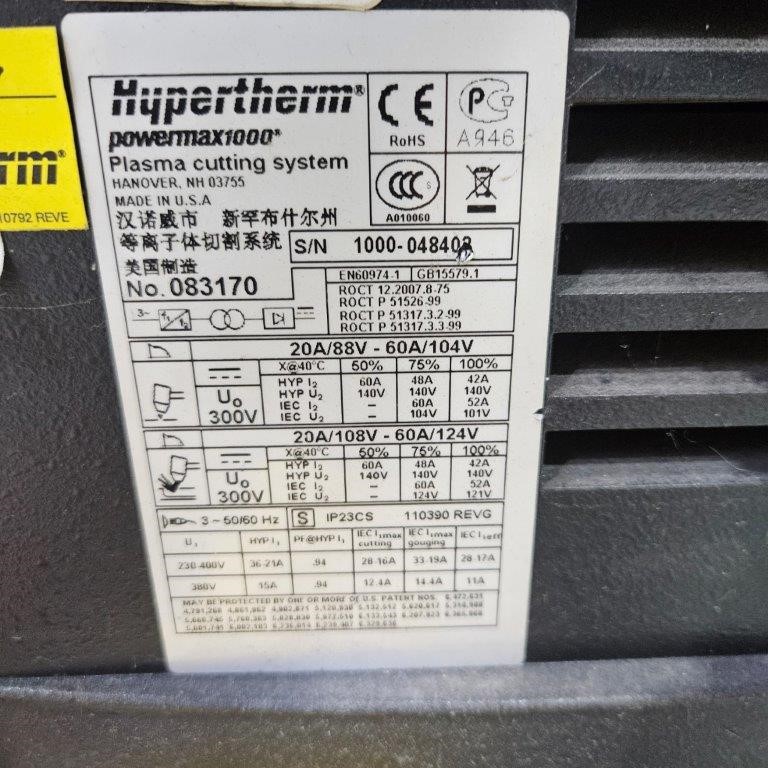 Hypertherm®
powermax1000®
Plasma cutting system
HANOVER, NH 03755
MADE IN U.S.A
汉诺威市 新罕布什尔州
等离子体切割系统
美国制造
No. 083170
CE
RoHS
A946
CCC S
A010060
S/N 1000-04840
EN60974-1 GB15579.1
ROCT 12.2007.8-75
ROCT P 51526-99
ROCT P 51317.3.2-99
ROCT P 51317.3.3-99
3~
20A/88V - 60A/104V
X@40°C 50% 75% 100%
HYP I2 60A 48A 42A
HYP U2 140V 140V 140V
IEC I2 – 60A 52A
IEC U2 – 104V 101V
U0
300V
20A/108V - 60A/124V
X@40°C 50% 75% 100%
HYP I2 60A 48A 42A
HYP U2 140V 140V 140V
IEC I2 – 60A 52A
IEC U2 – 124V 121V
U0
300V
3 ~ 50/60 Hz S IP23CS 110390 REVG
U1 HYP I1 PF@HYP I1 IEC I1max cutting IEC I1max gouging IEC I1eff
230-400V 36-21A .94 28-16A 33-19A 28-17A
380V 15A .94 12.4A 14.4A 11A
MAY BE PROTECTED BY ONE OR MORE OF U.S. PATENT NOS.
rm®
10792 REVE